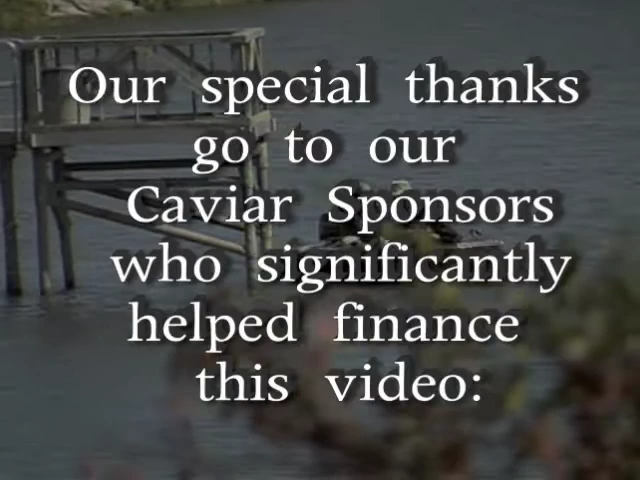 Our special thanks
go to our
Caviar Sponsors
who significantly
helped finance
this video: